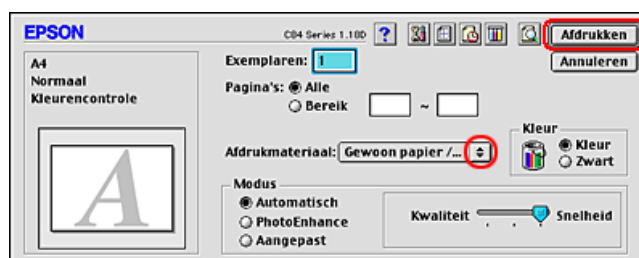 EPSON
C84 Series 1.10D
Afdrukken
Annuleren
A4
Normaal
Kleurencontrole
A
Exemplaren: 1
Pagina's: Alle
Bereik ~
Afdrukmateriaal: Gewoon papier /...
Kleur
Kleur
Zwart
Modus
Automatisch
PhotoEnhance
Aangepast
Kwaliteit Snelheid